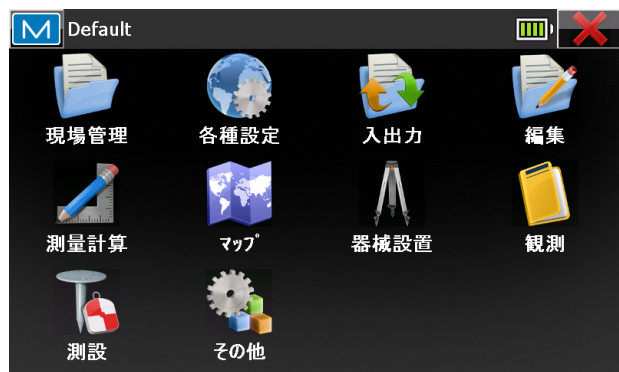 Default
現場管理
各種設定
入出力
編集
測量計算
ﾏｯﾌﾟ
器械設置
観測
測設
その他